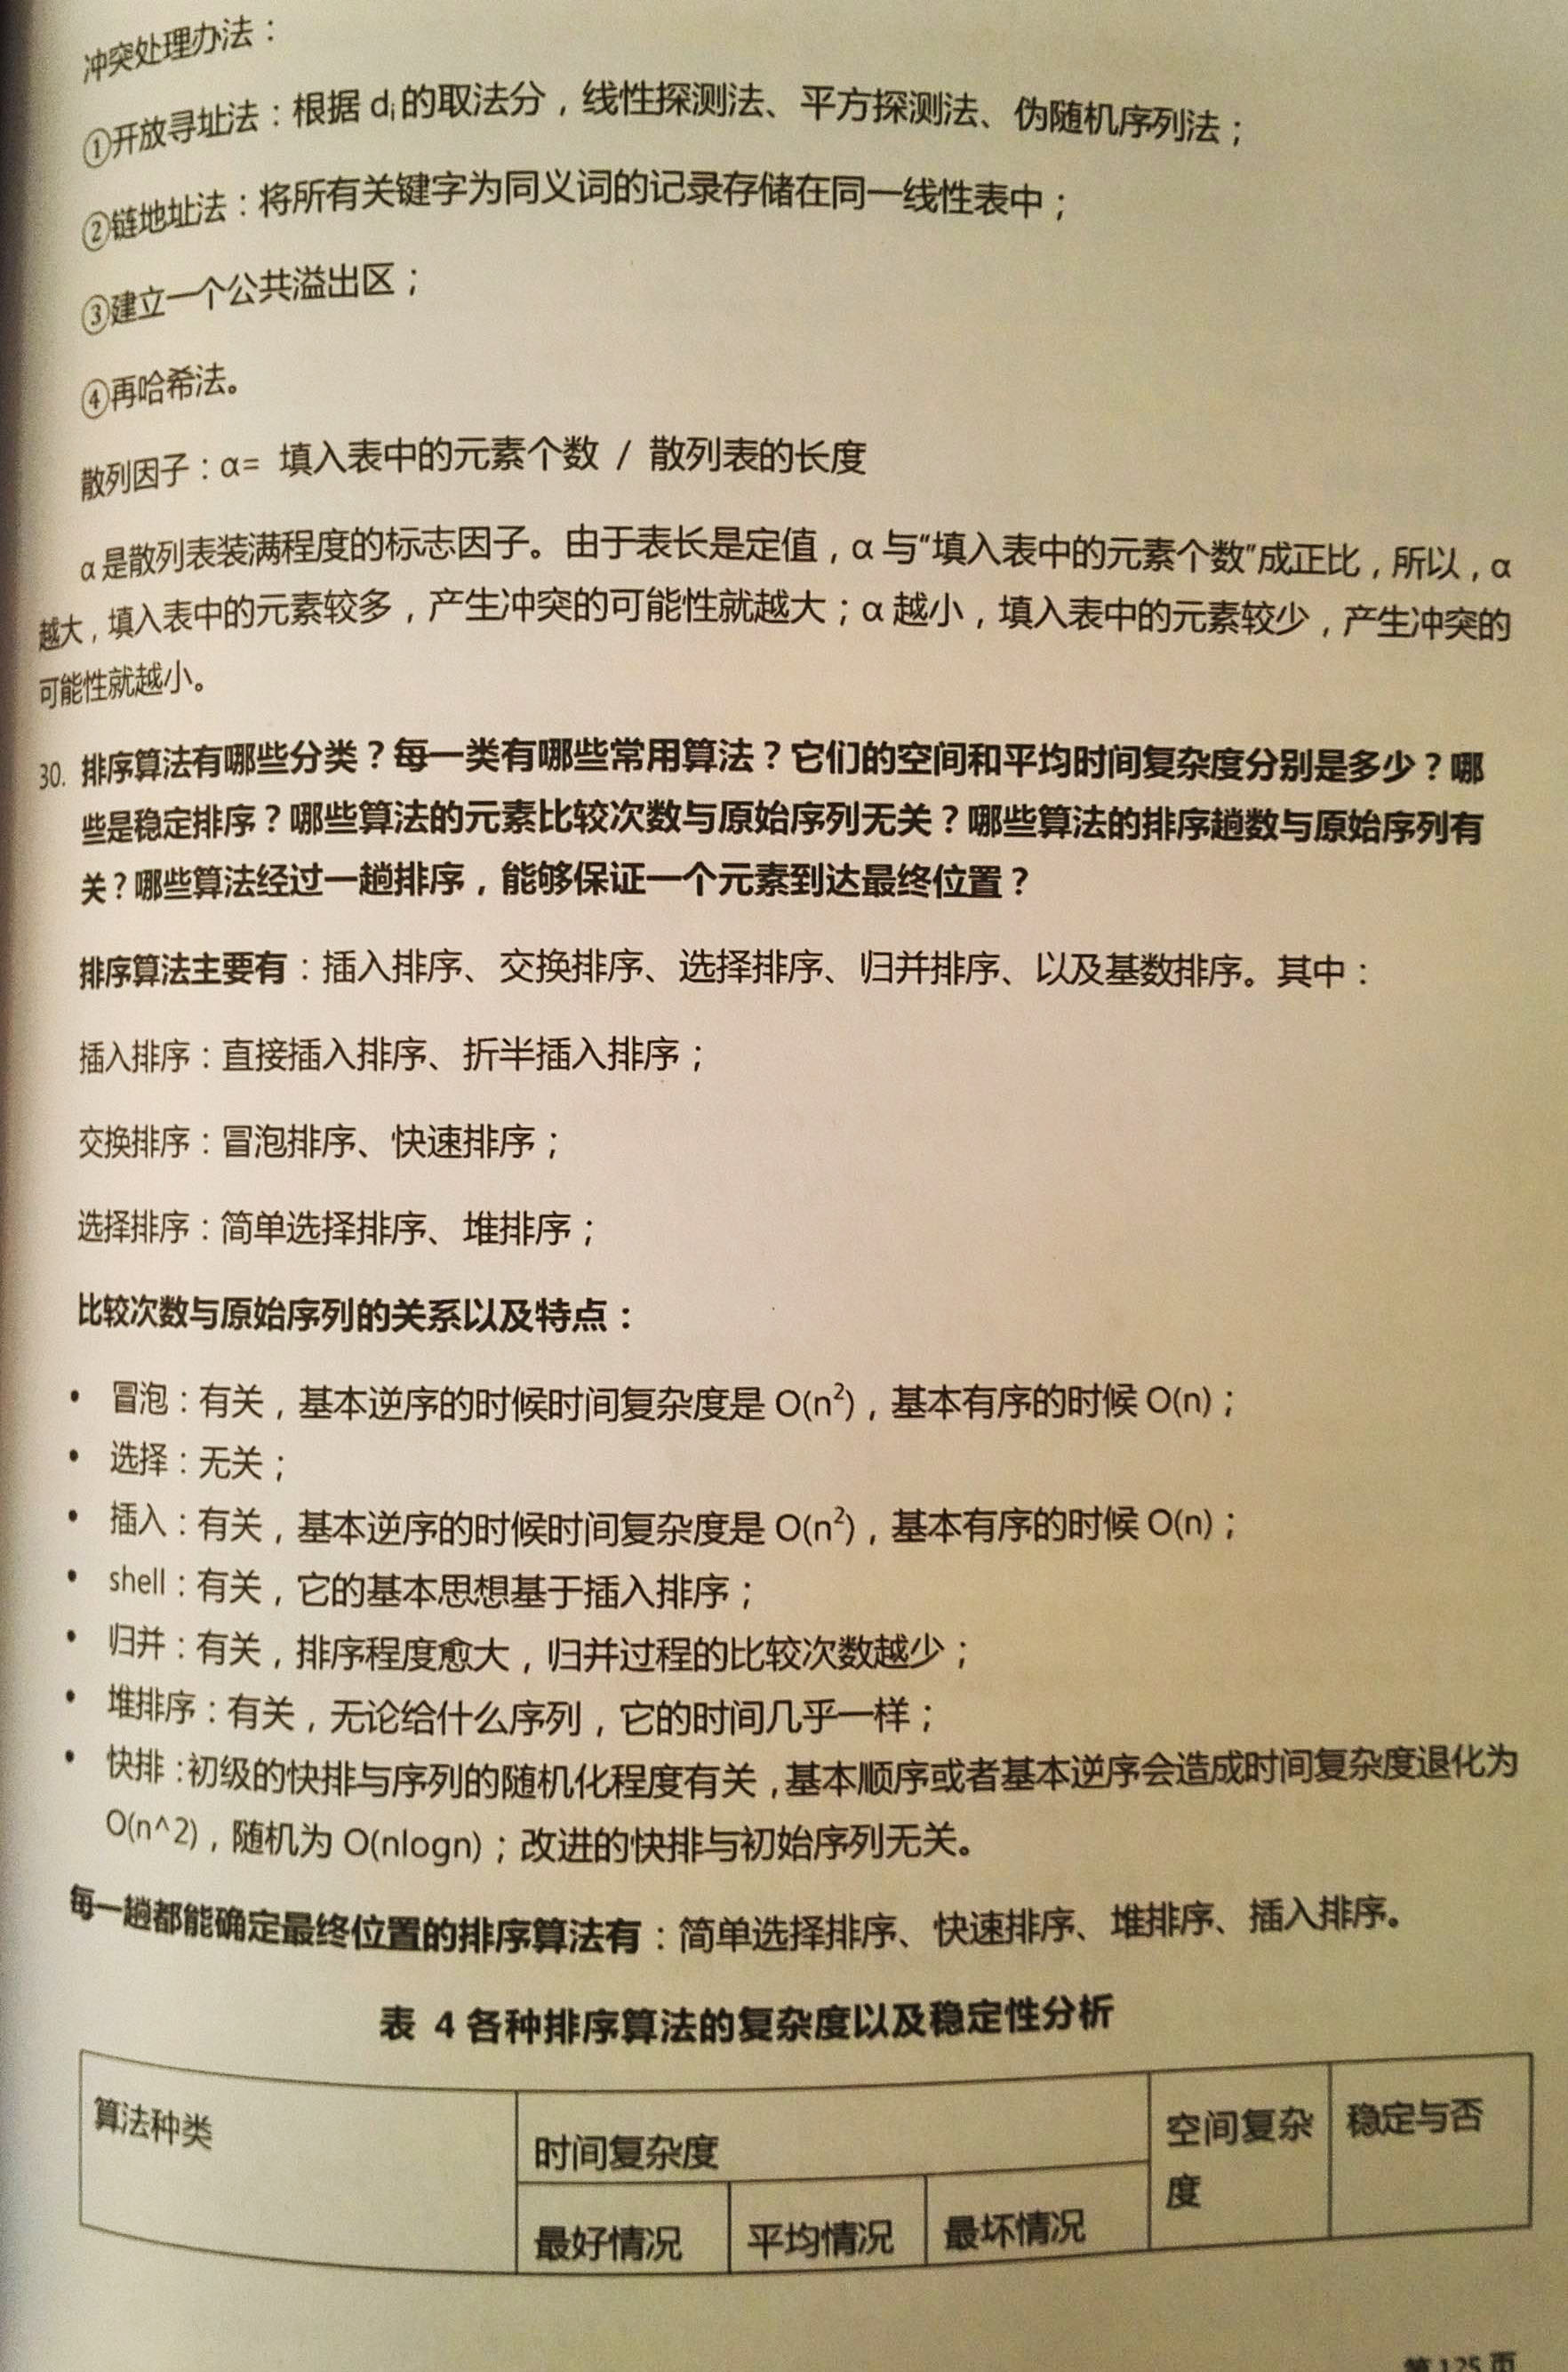 冲突处理办法：
①开放寻址法：根据 di的取法分，线性探测法、平方探测法、伪随机序列法；
②链地址法：将所有关键字为同义词的记录存储在同一线性表中；
③建立一个公共溢出区；
④再哈希法。
散列因子：α= 填入表中的元素个数 / 散列表的长度
α 是散列表装满程度的标志因子。由于表长是定值，α 与“填入表中的元素个数”成正比，所以，α
越大，填入表中的元素较多，产生冲突的可能性就越大；α 越小，填入表中的元素较少，产生冲突的
可能性就越小。
30. 排序算法有哪些分类？每一类有哪些常用算法？它们的空间和平均时间复杂度分别是多少？哪
些是稳定排序？哪些算法的元素比较次数与原始序列无关？哪些算法的排序趟数与原始序列有
关？哪些算法经过一趟排序，能够保证一个元素到达最终位置？
排序算法主要有：插入排序、交换排序、选择排序、归并排序、以及基数排序。其中：
插入排序：直接插入排序、折半插入排序；
交换排序：冒泡排序、快速排序；
选择排序：简单选择排序、堆排序；
比较次数与原始序列的关系以及特点：
• 冒泡：有关，基本逆序的时候时间复杂度是 O(n²)，基本有序的时候 O(n)；
• 选择：无关；
• 插入：有关，基本逆序的时候时间复杂度是 O(n²)，基本有序的时候 O(n)；
• shell：有关，它的基本思想基于插入排序；
• 归并：有关，排序程度愈大，归并过程的比较次数越少；
• 堆排序：有关，无论给什么序列，它的时间几乎一样；
• 快排：初级的快排与序列的随机化程度有关，基本顺序或者基本逆序会造成时间复杂度退化为
O(n^2)，随机为 O(nlogn)；改进的快排与初始序列无关。
每一趟都能确定最终位置的排序算法有：简单选择排序、快速排序、堆排序、插入排序。
表 4 各种排序算法的复杂度以及稳定性分析
算法种类
时间复杂度
空间复杂
度
稳定与否
最好情况
平均情况
最坏情况
第 125 页